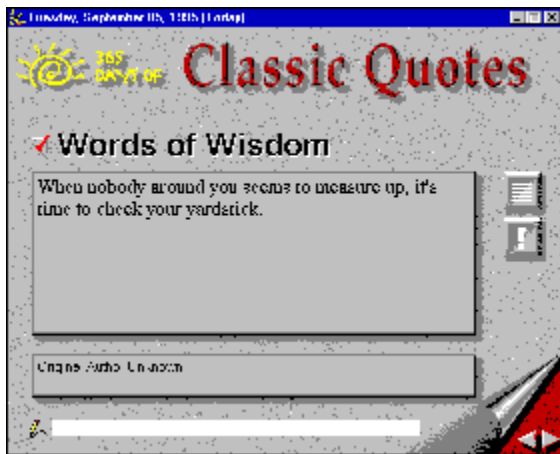 Tuesday, September 05, 1995 (Today)
365
DAYS OF
Classic Quotes
Words of Wisdom
When nobody around you seems to measure up, it's
time to check your yardstick.
Original Author Unknown